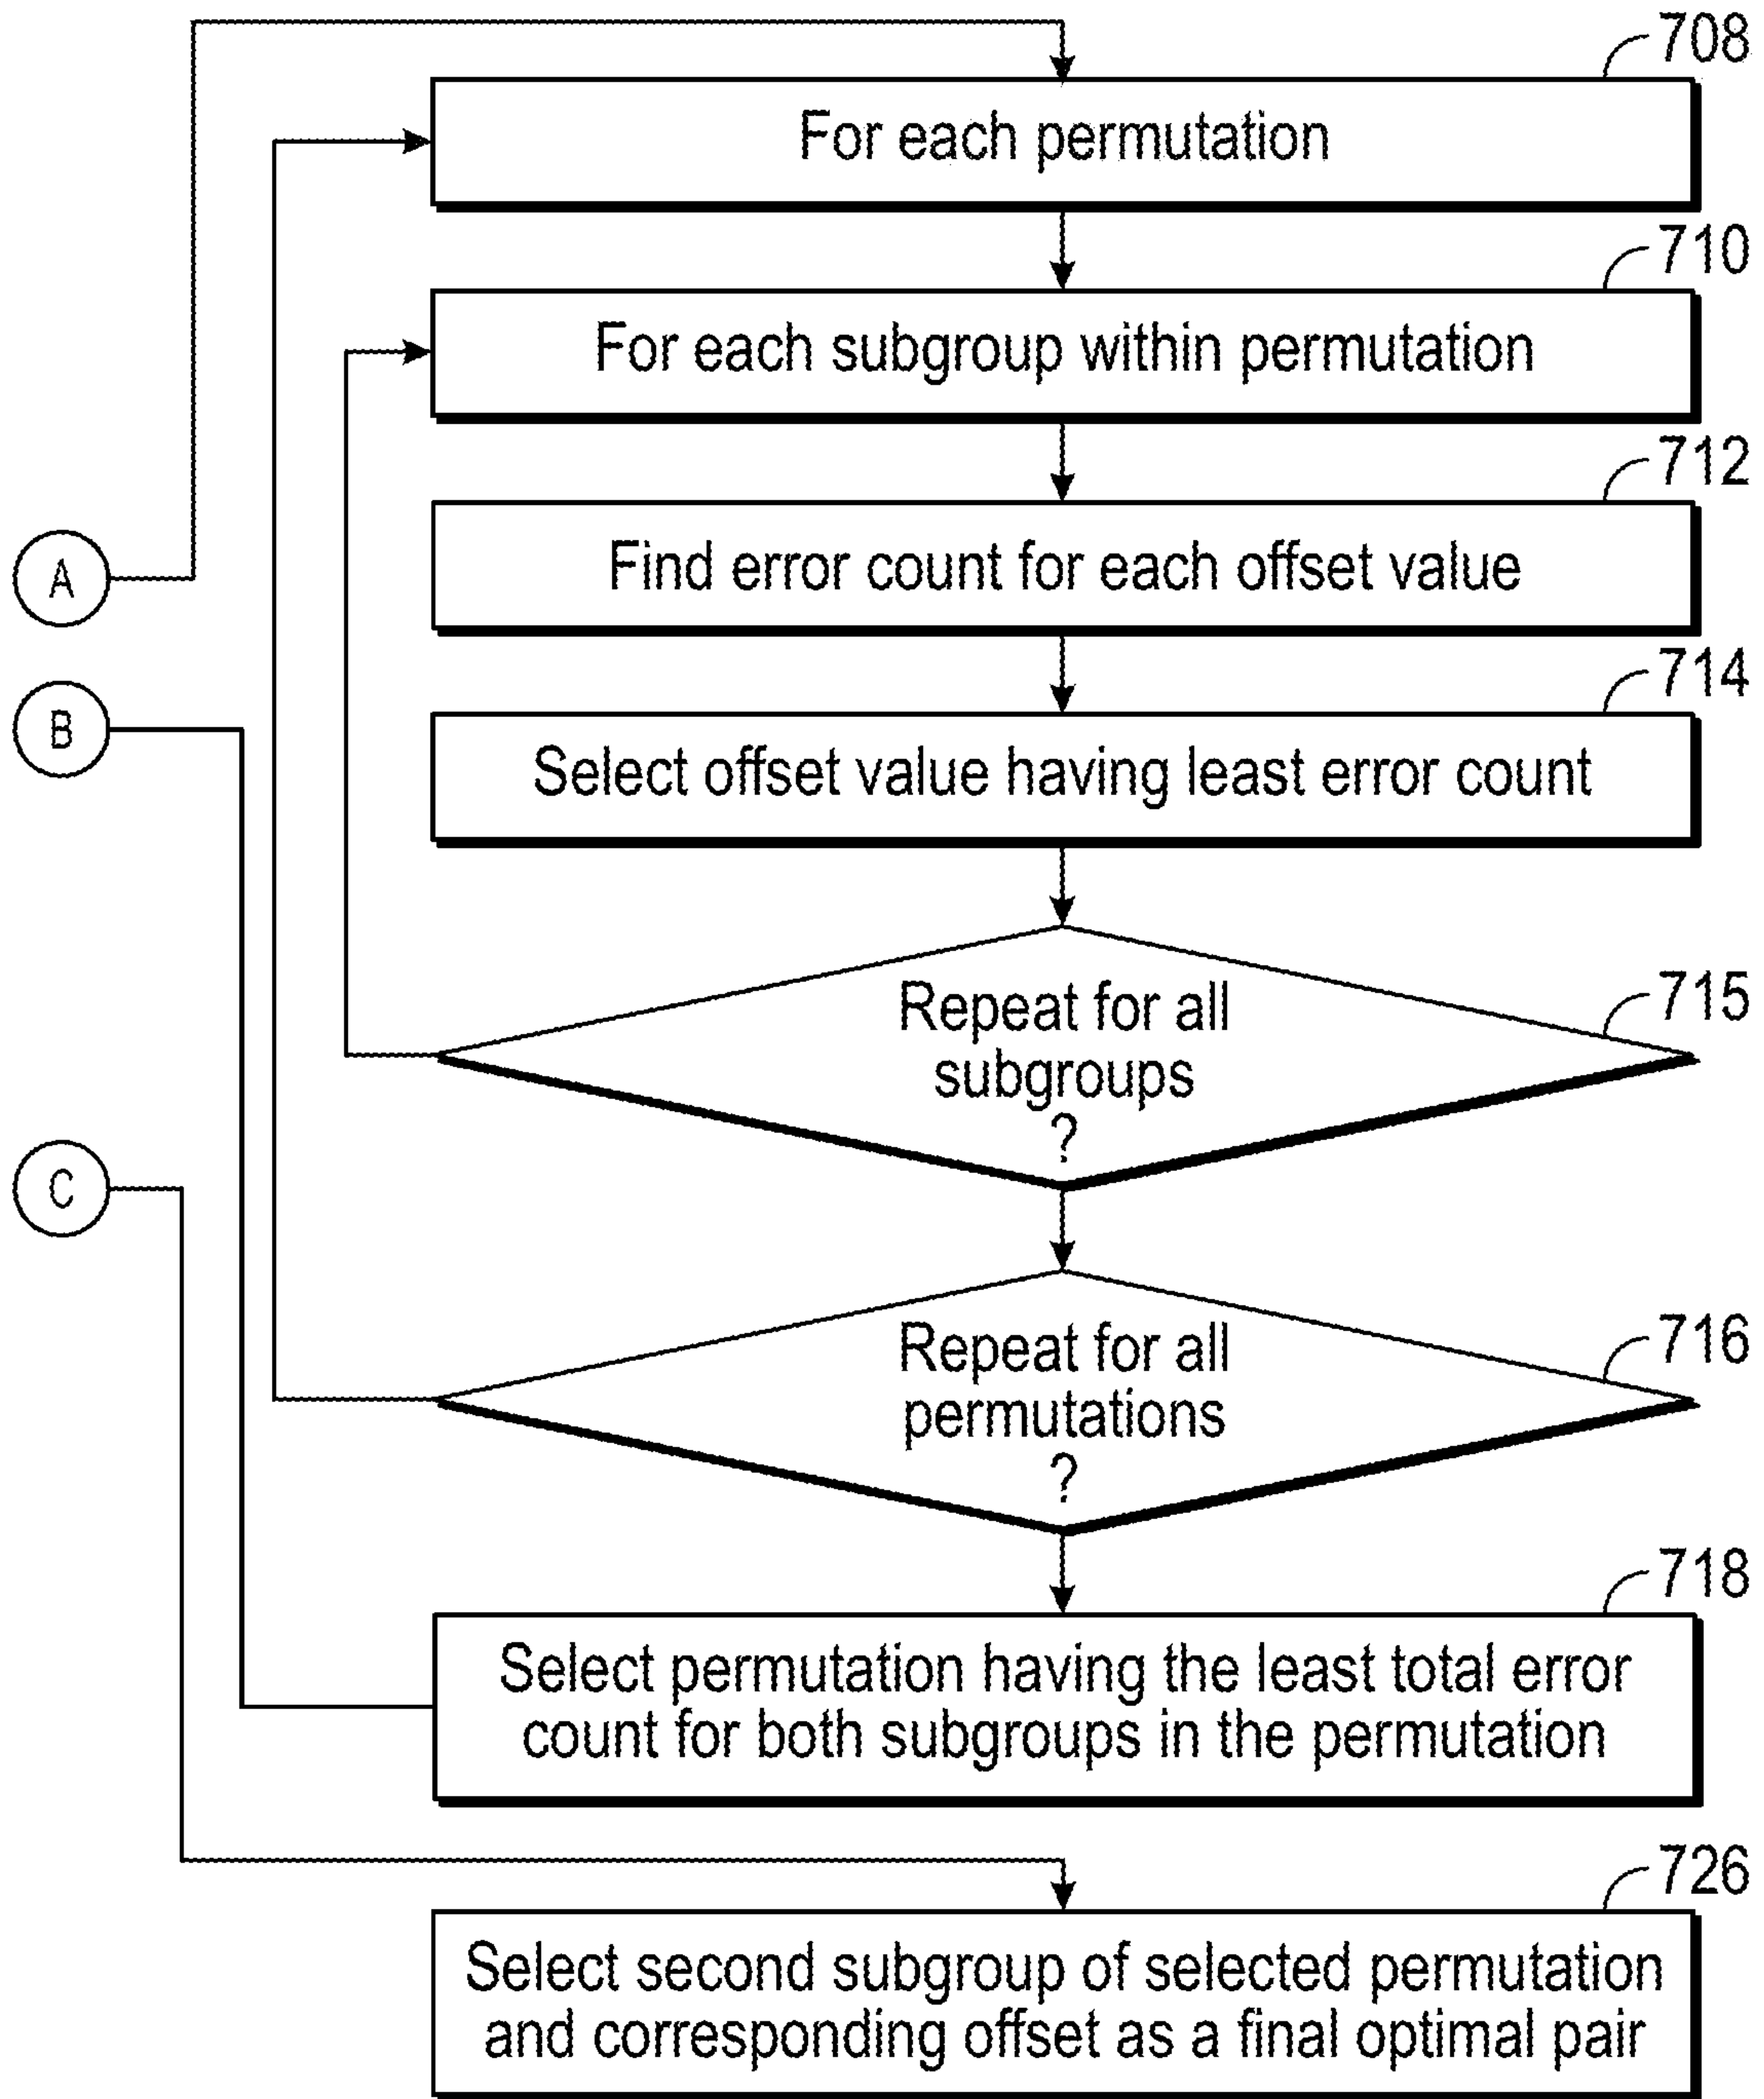 708
For each permutation
710
For each subgroup within permutation
712
Find error count for each offset value
A
714
Select offset value having least error count
B
715
Repeat for all
subgroups
?
C
716
Repeat for all
permutations
?
718
Select permutation having the least total error
count for both subgroups in the permutation
726
Select second subgroup of selected permutation
and corresponding offset as a final optimal pair